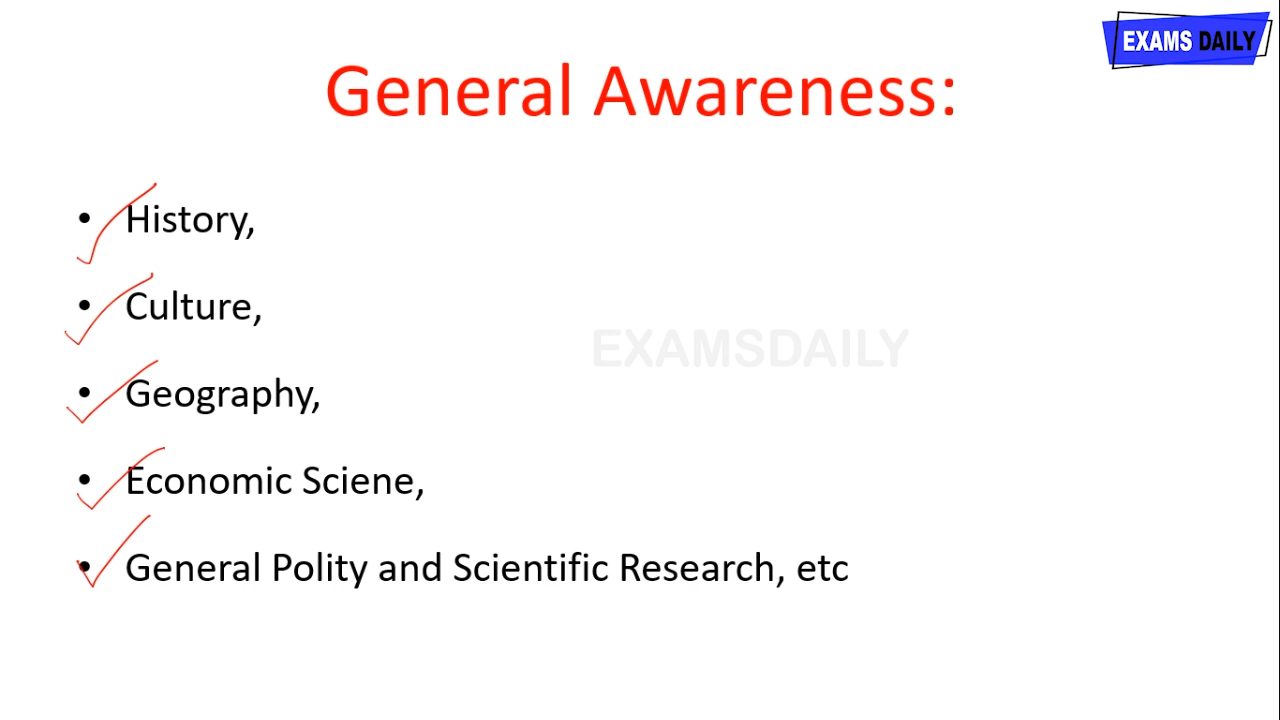 EXAMS DAILY
General Awareness:
• History,
• Culture,
• Geography,
EXAMSDAILY
• Economic Sciene,
• General Polity and Scientific Research, etc